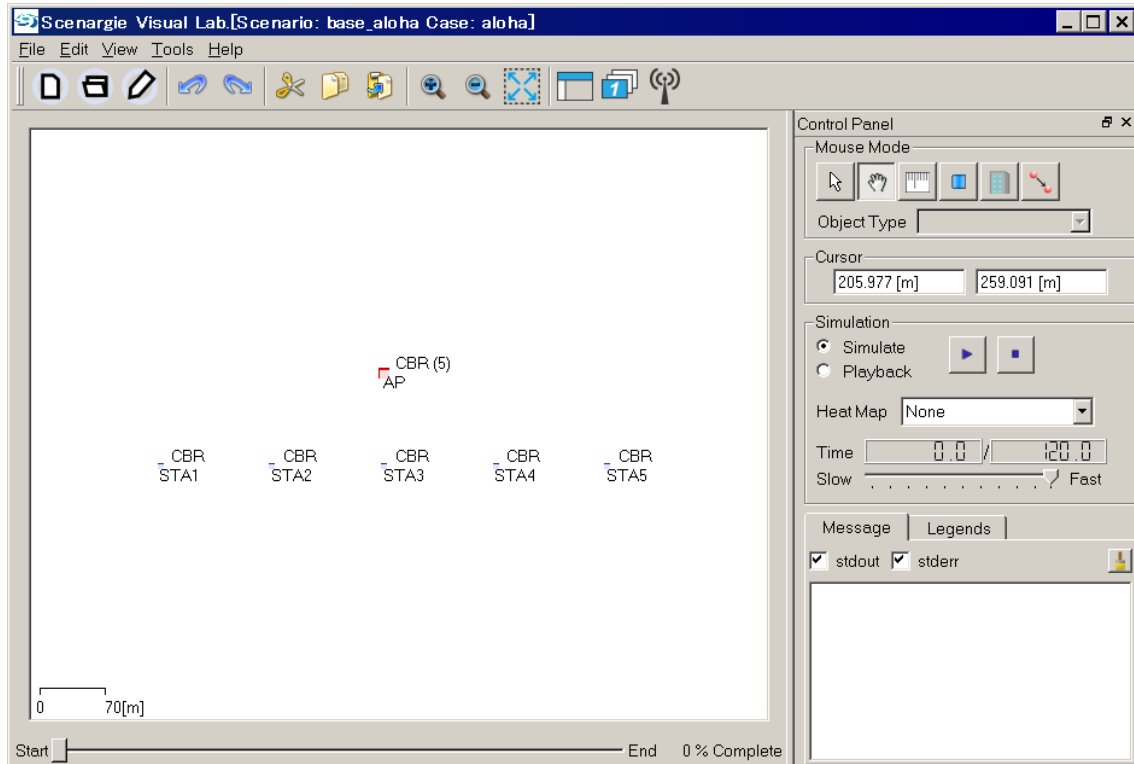 Scenargie Visual Lab.[Scenario: base_aloha Case: aloha]
File Edit View Tools Help
1
Control Panel
Mouse Mode
Object Type
Cursor
205.977 [m] 259.091 [m]
Simulation
Simulate
Playback
Heat Map None
Time 0.0 / 120.0
Slow Fast
Message Legends
stdout stderr
CBR (5)
AP
CBR CBR CBR CBR CBR
STA1 STA2 STA3 STA4 STA5
0 70[m]
Start End 0 % Complete